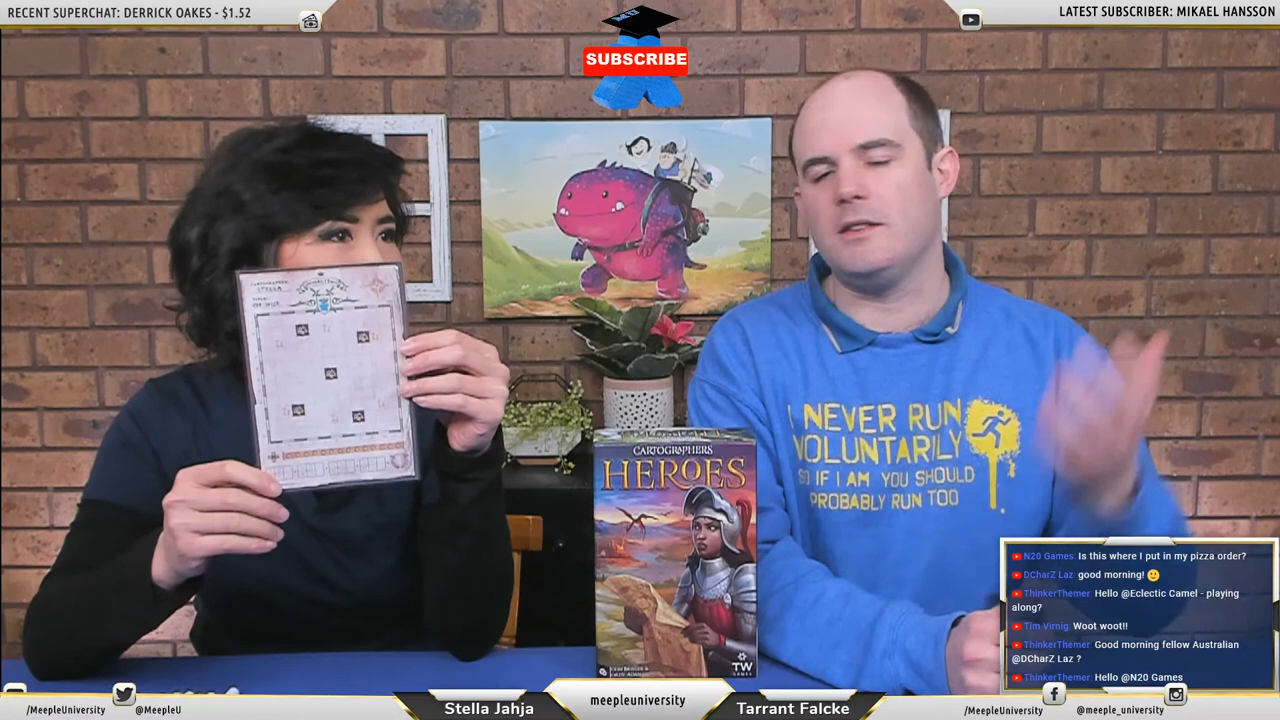 RECENT SUPERCHAT: DERRICK OAKES - $1.52
LATEST SUBSCRIBER: MIKAEL HANSSON
MU
SUBSCRIBE
STELLA
I NEVER RUN
VOLUNTARILY
SO IF I AM YOU SHOULD
PROBABLY RUN TOO
CARTOGRAPHERS
HEROES
TW
GAMES
N20 Games Is this where I put in my pizza order?
DCharZ Laz good morning! 🙂
ThinkerThemer Hello @Eclectic Camel - playing
along?
Tim Virnig Woot woot!!
ThinkerThemer Good morning fellow Australian
@DCharZ Laz ?
ThinkerThemer Hello @N20 Games
/MeepleUniversity
@MeepleU
Stella Jahja
meepleuniversity
Tarrant Falcke
/MeepleUniversity
@meeple_university